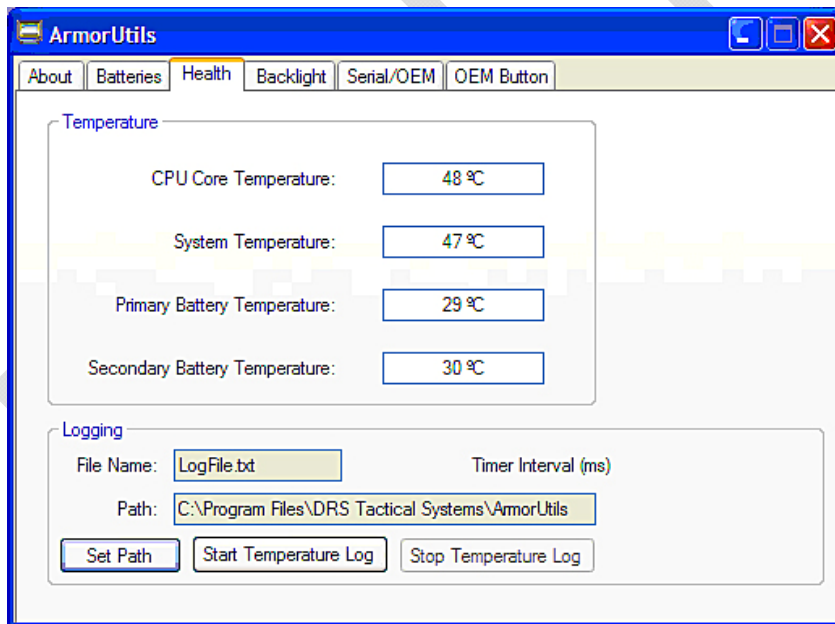 ArmorUtils
About Batteries Health Backlight Serial/OEM OEM Button
Temperature
CPU Core Temperature: 48 ºC
System Temperature: 47 ºC
Primary Battery Temperature: 29 ºC
Secondary Battery Temperature: 30 ºC
Logging
File Name: LogFile.txt Timer Interval (ms)
Path: C:\Program Files\DRS Tactical Systems\ArmorUtils
Set Path Start Temperature Log Stop Temperature Log